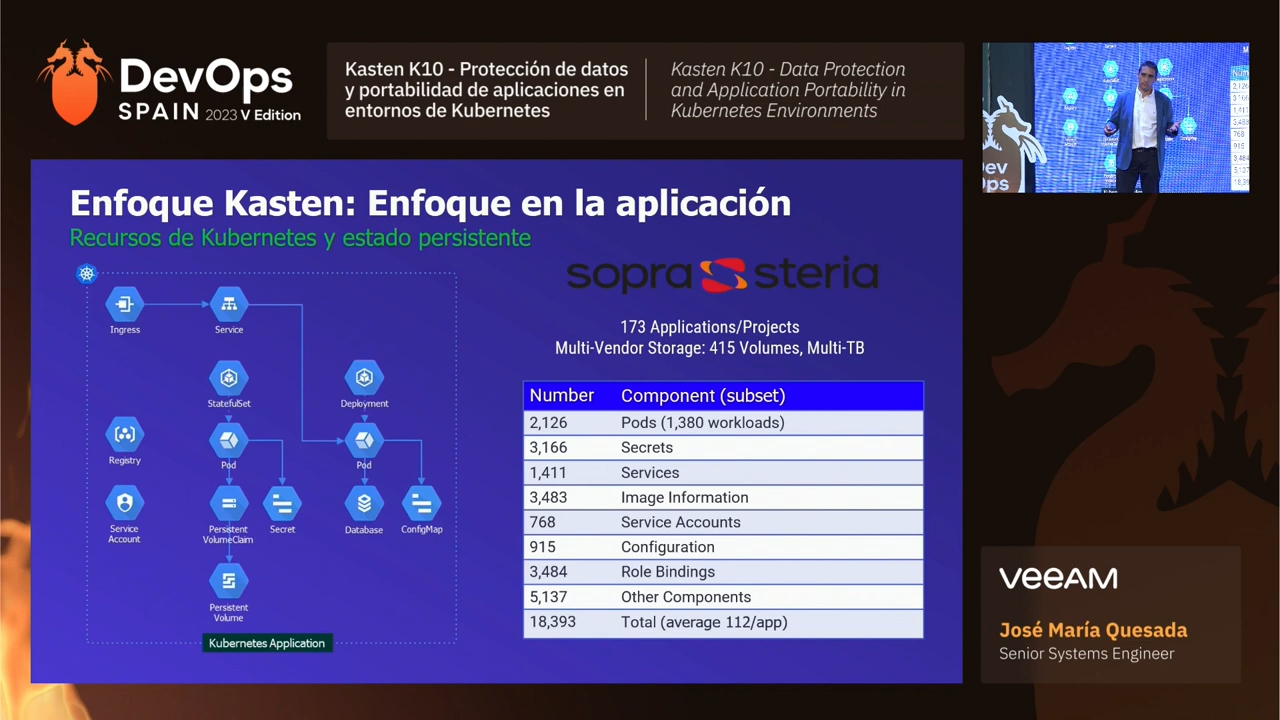 DevOps
SPAIN 2023 V Edition
Kasten K10 - Protección de datos
y portabilidad de aplicaciones en
entornos de Kubernetes
Kasten K10 - Data Protection
and Application Portability in
Kubernetes Environments
Enfoque Kasten: Enfoque en la aplicación
Recursos de Kubernetes y estado persistente
Ingress
Service
StatefulSet
Deployment
Registry
Pod
Pod
Service
Account
Persistent
VolumeClaim
Secret
Database
ConfigMap
Persistent
Volume
Kubernetes Application
sopra steria
173 Applications/Projects
Multi-Vendor Storage: 415 Volumes, Multi-TB
Number Component (subset)
2,126 Pods (1,380 workloads)
3,166 Secrets
1,411 Services
3,483 Image Information
768 Service Accounts
915 Configuration
3,484 Role Bindings
5,137 Other Components
18,393 Total (average 112/app)
Dev
Ops
veeAM
José María Quesada
Senior Systems Engineer